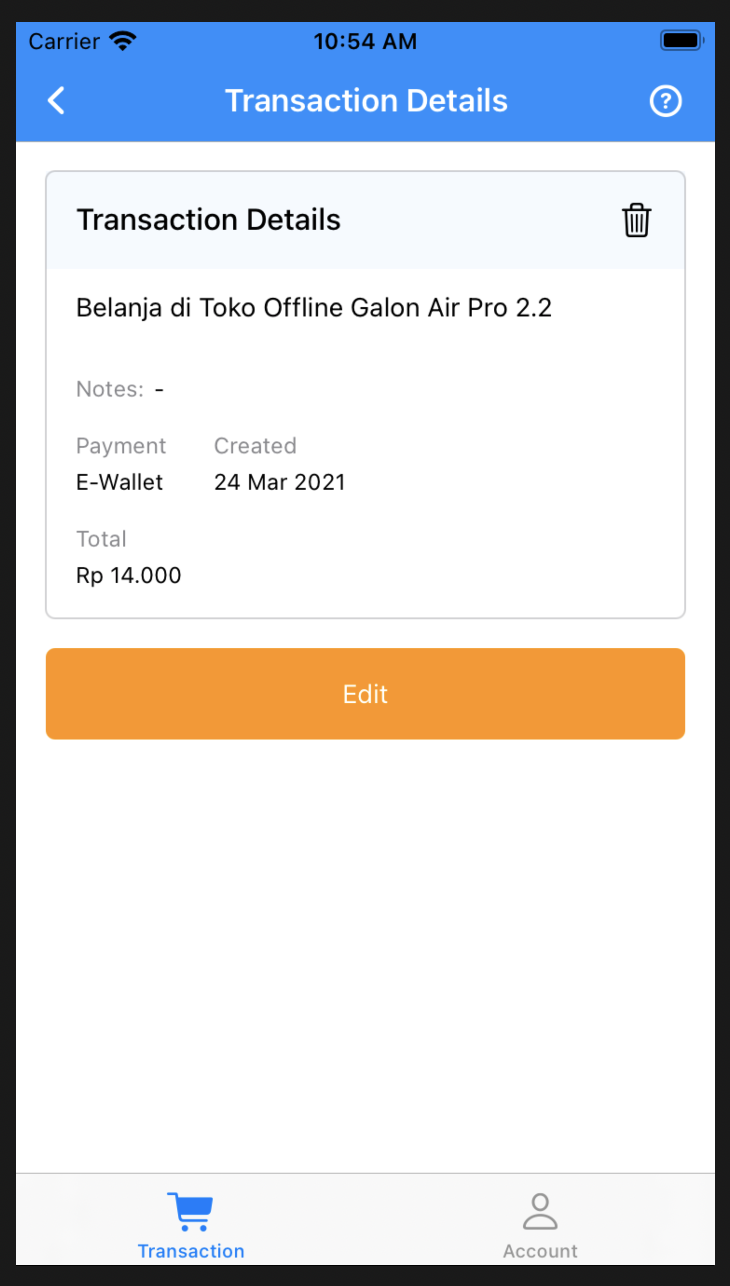 Carrier 10:54 AM
Transaction Details
Transaction Details
Belanja di Toko Offline Galon Air Pro 2.2
Notes: -
Payment Created
E-Wallet 24 Mar 2021
Total
Rp 14.000
Edit
Transaction Account